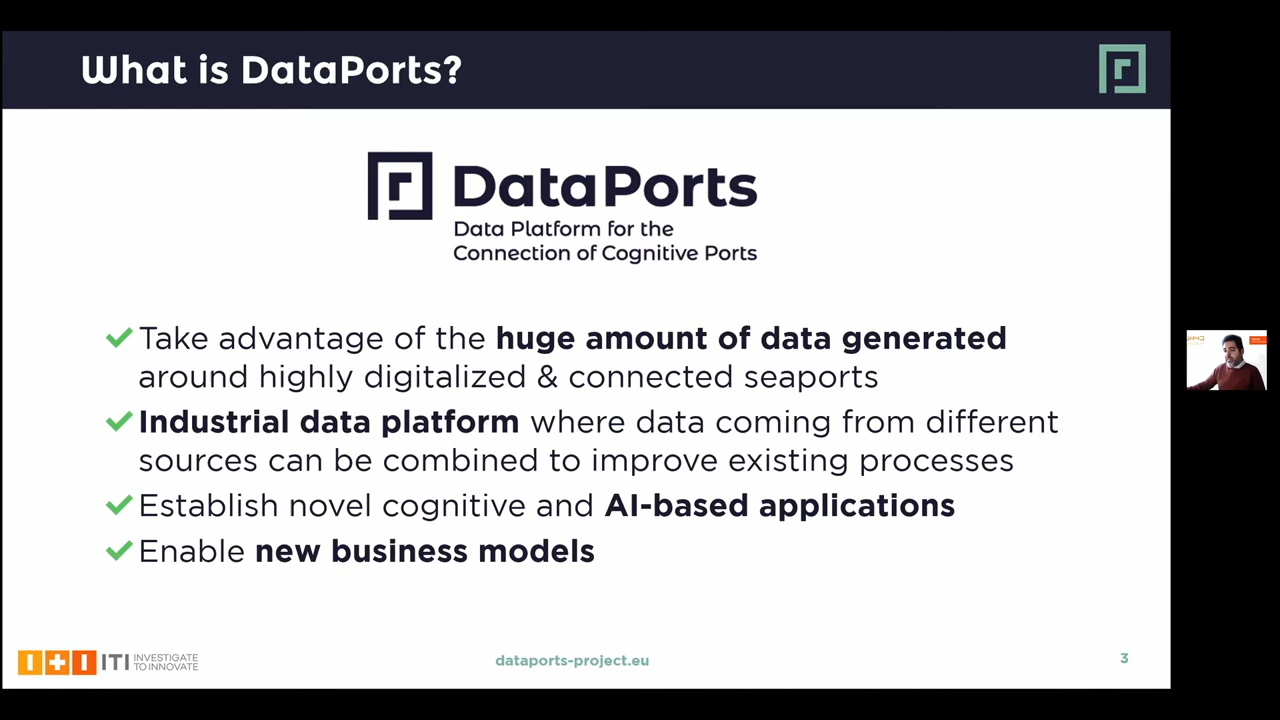 What is DataPorts?
DataPorts
Data Platform for the
Connection of Cognitive Ports
Take advantage of the huge amount of data generated
around highly digitalized & connected seaports
Industrial data platform where data coming from different
sources can be combined to improve existing processes
Establish novel cognitive and AI-based applications
Enable new business models
I+I ITI INVESTIGATE
TO INNOVATE
dataports-project.eu
3